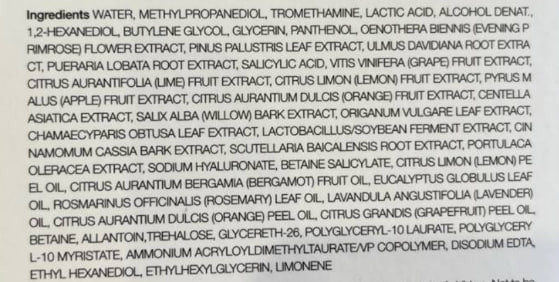 Ingredients WATER, METHYLPROPANEDIOL, TROMETHAMINE, LACTIC ACID, ALCOHOL DENAT.,
1,2-HEXANEDIOL, BUTYLENE GLYCOL, GLYCERIN, PANTHENOL, OENOTHERA BIENNIS (EVENING P
RIMROSE) FLOWER EXTRACT, PINUS PALUSTRIS LEAF EXTRACT, ULMUS DAVIDIANA ROOT EXTRA
CT, PUERARIA LOBATA ROOT EXTRACT, SALICYLIC ACID, VITIS VINIFERA (GRAPE) FRUIT EXTRACT,
CITRUS AURANTIFOLIA (LIME) FRUIT EXTRACT, CITRUS LIMON (LEMON) FRUIT EXTRACT, PYRUS M
ALUS (APPLE) FRUIT EXTRACT, CITRUS AURANTIUM DULCIS (ORANGE) FRUIT EXTRACT, CENTELLA
ASIATICA EXTRACT, SALIX ALBA (WILLOW) BARK EXTRACT, ORIGANUM VULGARE LEAF EXTRACT,
CHAMAECYPARIS OBTUSA LEAF EXTRACT, LACTOBACILLUS/SOYBEAN FERMENT EXTRACT, CIN
NAMOMUM CASSIA BARK EXTRACT, SCUTELLARIA BAICALENSIS ROOT EXTRACT, PORTULACA
OLERACEA EXTRACT, SODIUM HYALURONATE, BETAINE SALICYLATE, CITRUS LIMON (LEMON) PE
EL OIL, CITRUS AURANTIUM BERGAMIA (BERGAMOT) FRUIT OIL, EUCALYPTUS GLOBULUS LEAF
OIL, ROSMARINUS OFFICINALIS (ROSEMARY) LEAF OIL, LAVANDULA ANGUSTIFOLIA (LAVENDER)
OIL, CITRUS AURANTIUM DULCIS (ORANGE) PEEL OIL, CITRUS GRANDIS (GRAPEFRUIT) PEEL OIL,
BETAINE, ALLANTOIN,TREHALOSE, GLYCERETH-26, POLYGLYCERYL-10 LAURATE, POLYGLYCERY
L-10 MYRISTATE, AMMONIUM ACRYLOYLDIMETHYLTAURATE/VP COPOLYMER, DISODIUM EDTA,
ETHYL HEXANEDIOL, ETHYLHEXYLGLYCERIN, LIMONENE
Not to be